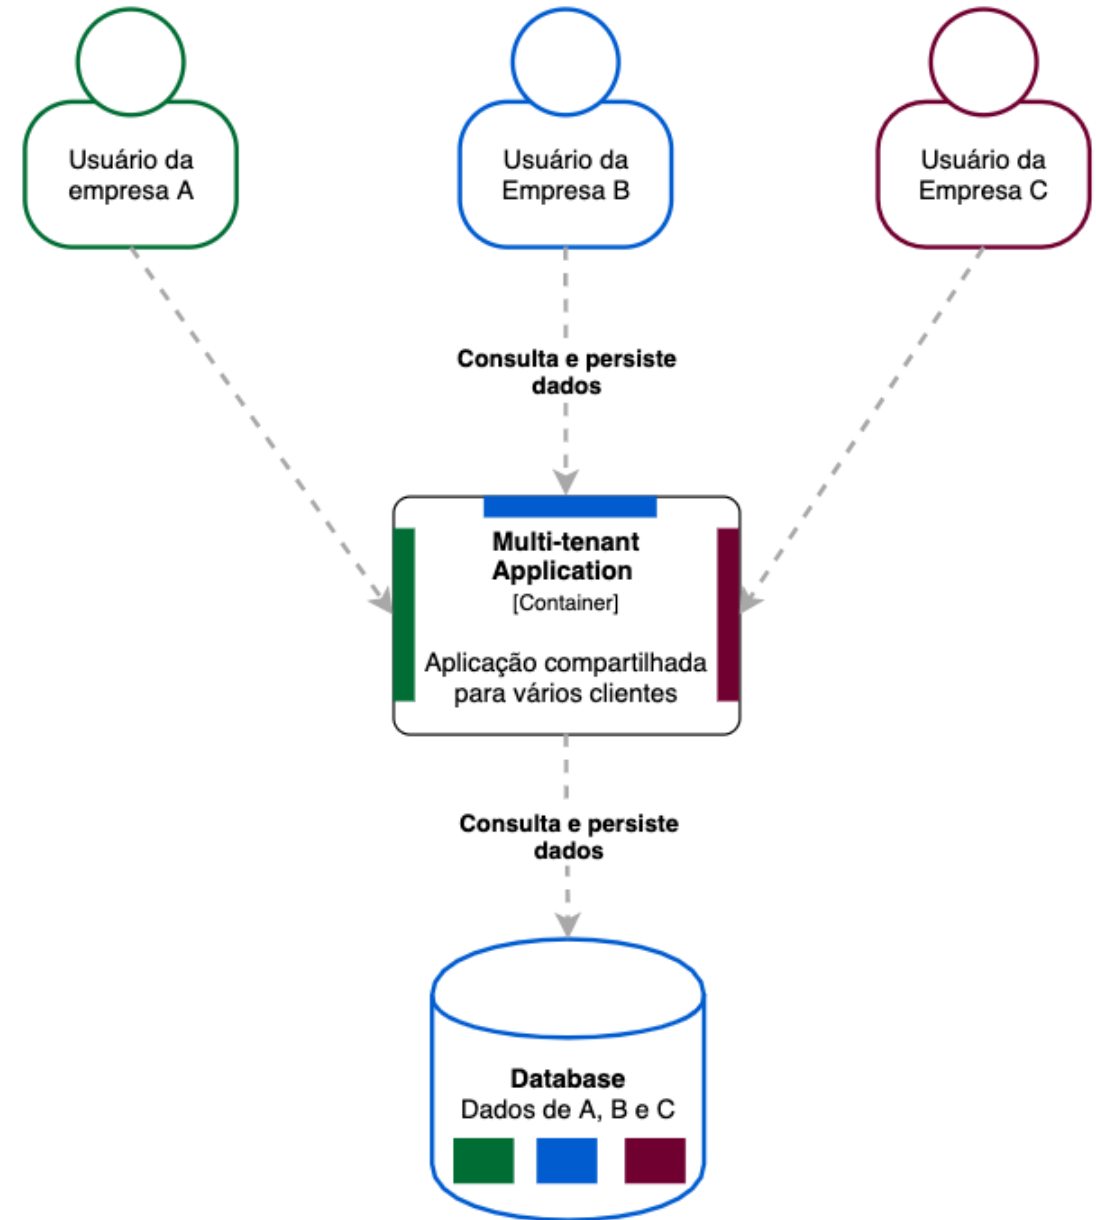 Usuário da
empresa A
Usuário da
Empresa B
Usuário da
Empresa C
Consulta e persiste
dados
Multi-tenant
Application
[Container]
Aplicação compartilhada
para vários clientes
Consulta e persiste
dados
Database
Dados de A, B e C